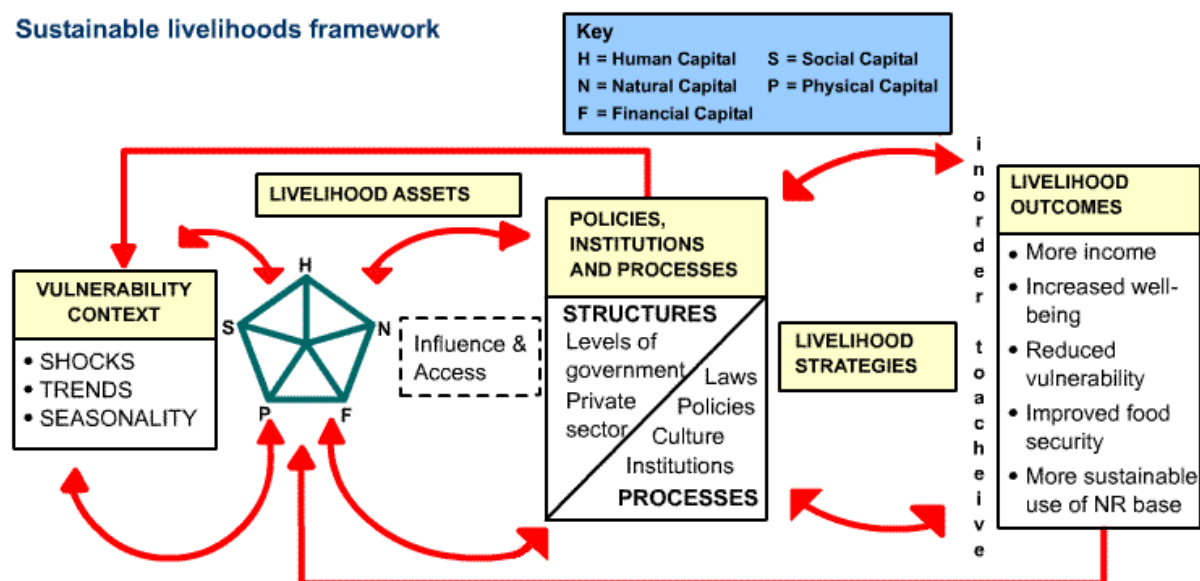 Sustainable livelihoods framework
Key
H = Human Capital S = Social Capital
N = Natural Capital P = Physical Capital
F = Financial Capital
LIVELIHOOD ASSETS
VULNERABILITY
CONTEXT
• SHOCKS
• TRENDS
• SEASONALITY
H
S
N
P
F
Influence &
Access
POLICIES,
INSTITUTIONS
AND PROCESSES
STRUCTURES
Levels of
government
Private
sector
Laws
Policies
Culture
Institutions
PROCESSES
LIVELIHOOD
STRATEGIES
inorder toacheive
LIVELIHOOD
OUTCOMES
• More income
• Increased well-
being
• Reduced
vulnerability
• Improved food
security
• More sustainable
use of NR base